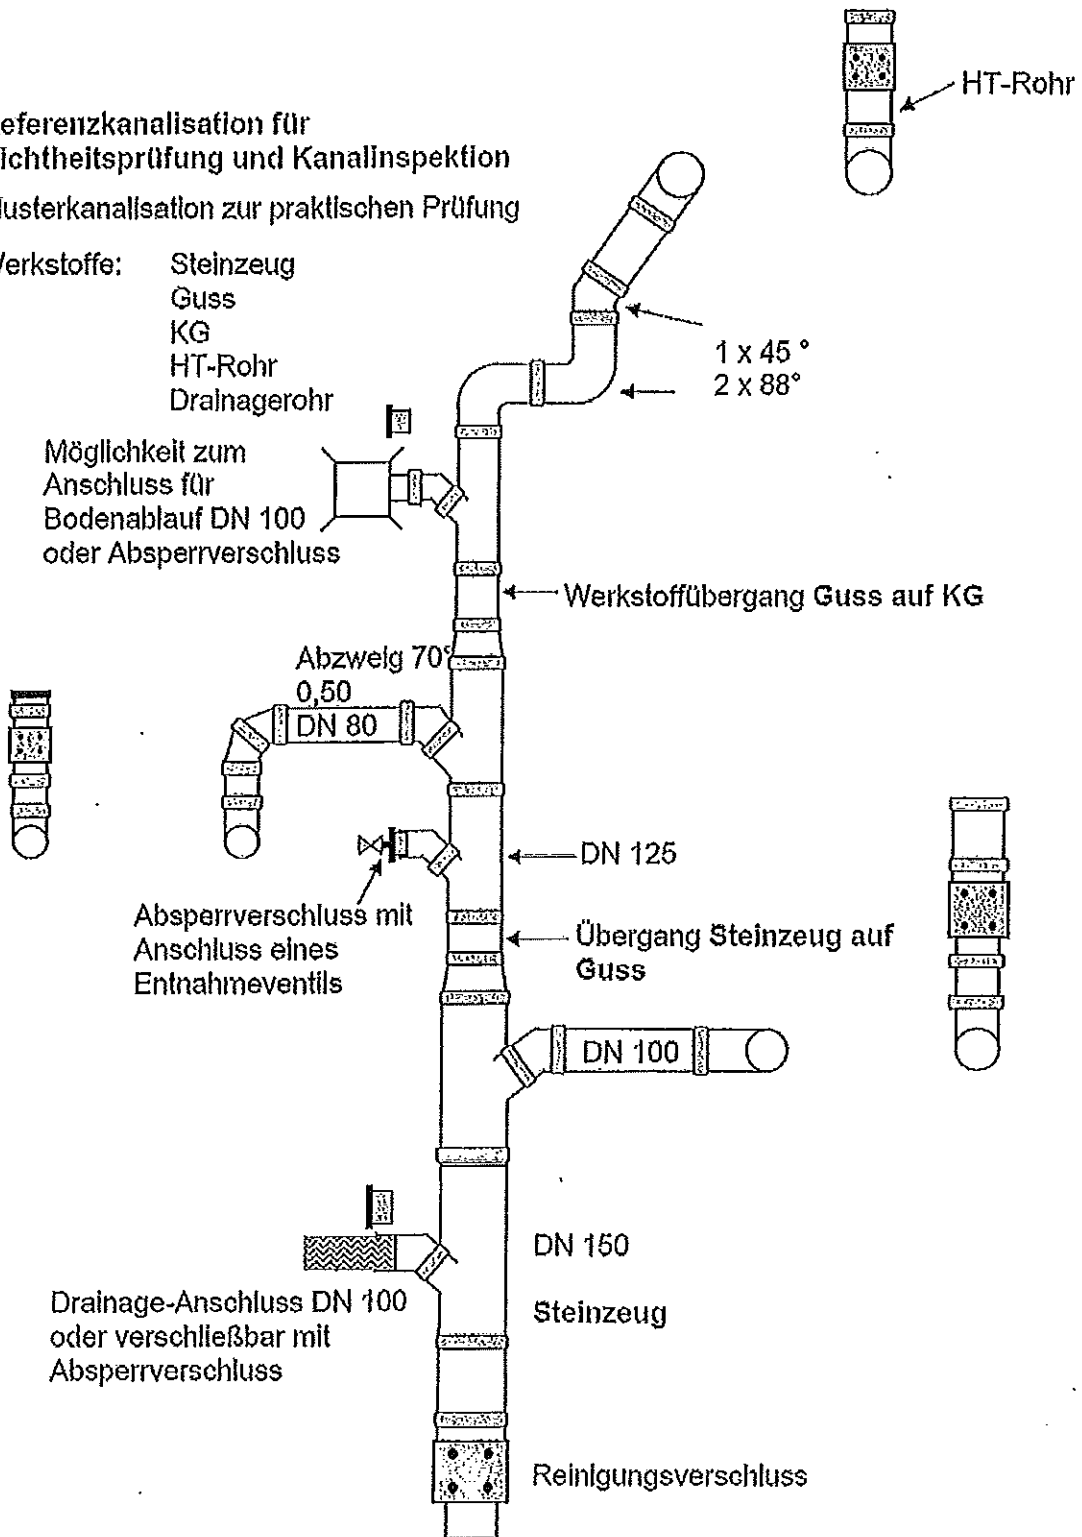 HT-Rohr
eferenzkanalisation für
ichtheitsprüfung und Kanalinspektion
usterkanalisation zur praktischen Prüfung
erkstoffe: Steinzeug
Guss
KG
HT-Rohr
Drainagerohr
1 x 45 °
2 x 88°
Möglichkeit zum
Anschluss für
Bodenablauf DN 100
oder Absperrverschluss
Werkstoffübergang Guss auf KG
Abzweig 70°
0,50
DN 80
DN 125
Absperrverschluss mit
Anschluss eines
Entnahmeventils
Übergang Steinzeug auf
Guss
DN 100
DN 150
Steinzeug
Drainage-Anschluss DN 100
oder verschließbar mit
Absperrverschluss
Reinigungsverschluss